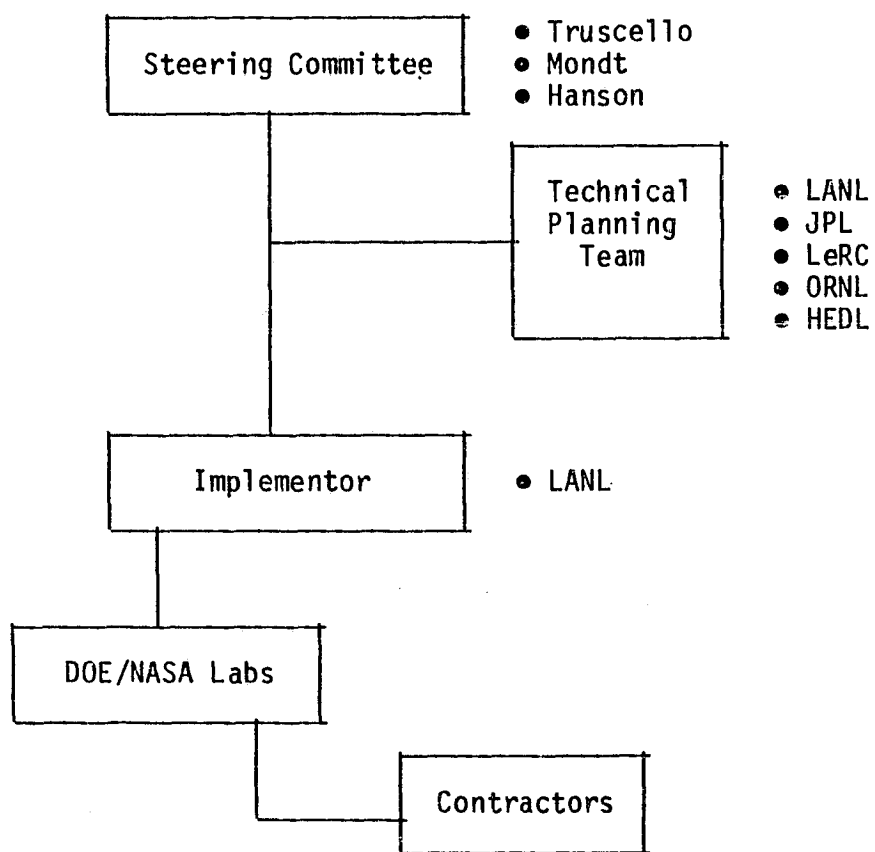 Steering Committee
• Truscello
• Mondt
• Hanson
Technical
Planning
Team
• LANL
• JPL
• LeRC
• ORNL
• HEDL
Implementor
• LANL
DOE/NASA Labs
Contractors